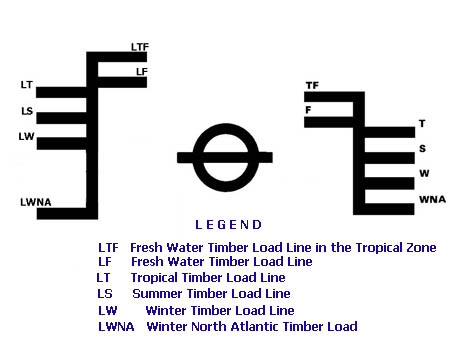 LTF
LF
LT
LS
LW
LWNA
TF
F
T
S
W
WNA
LEGEND
LTF Fresh Water Timber Load Line in the Tropical Zone
LF Fresh Water Timber Load Line
LT Tropical Timber Load Line
LS Summer Timber Load Line
LW Winter Timber Load Line
LWNA Winter North Atlantic Timber Load